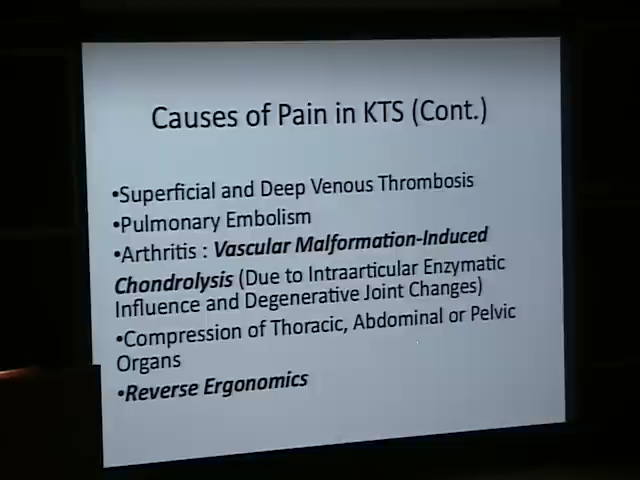 Causes of Pain in KTS (Cont.)
•Superficial and Deep Venous Thrombosis
•Pulmonary Embolism
•Arthritis : Vascular Malformation-Induced
Chondrolysis (Due to Intraarticular Enzymatic
Influence and Degenerative Joint Changes)
•Compression of Thoracic, Abdominal or Pelvic
Organs
•Reverse Ergonomics